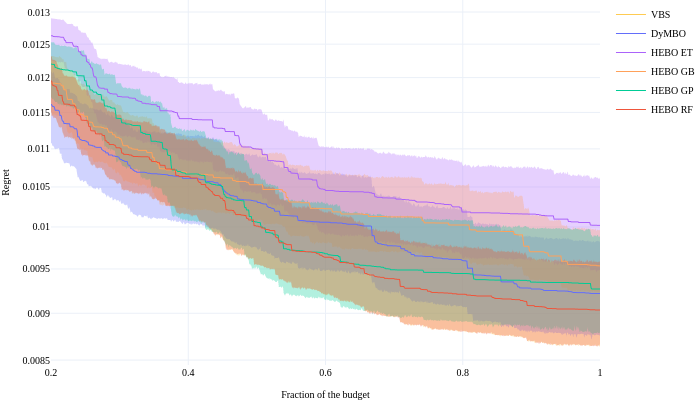 0.013
0.0125
0.012
0.0115
0.011
0.0105
0.01
0.0095
0.009
0.0085
Regret
0.2
0.4
0.6
0.8
1
Fraction of the budget
VBS
DyMBO
HEBO ET
HEBO GB
HEBO GP
HEBO RF